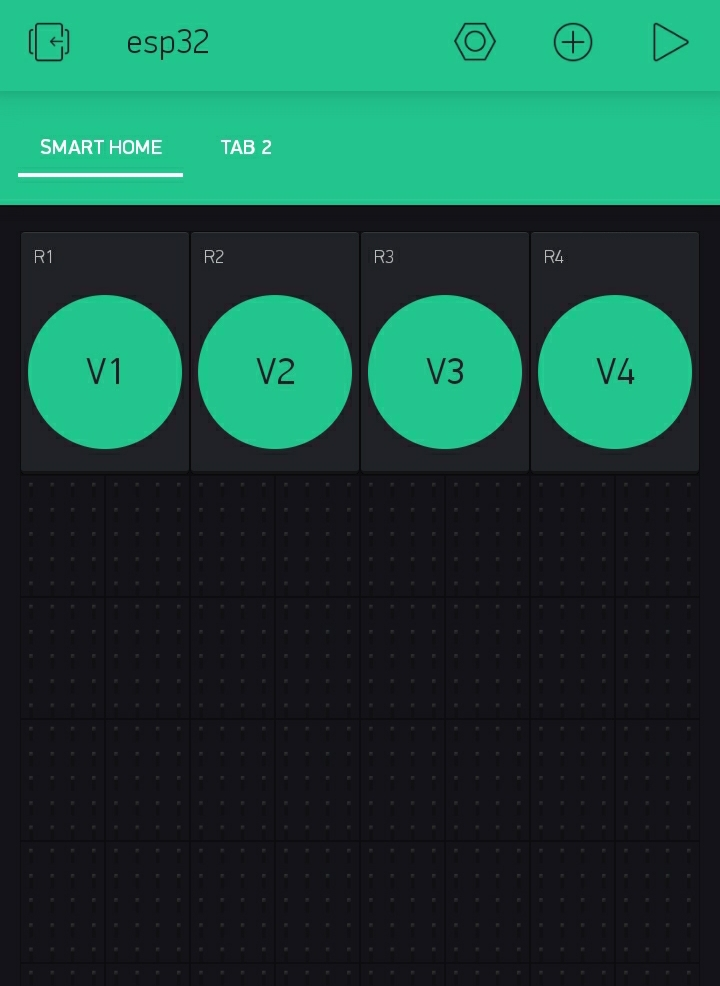 esp32
SMART HOME TAB 2
R1 R2 R3 R4
V1 V2 V3 V4